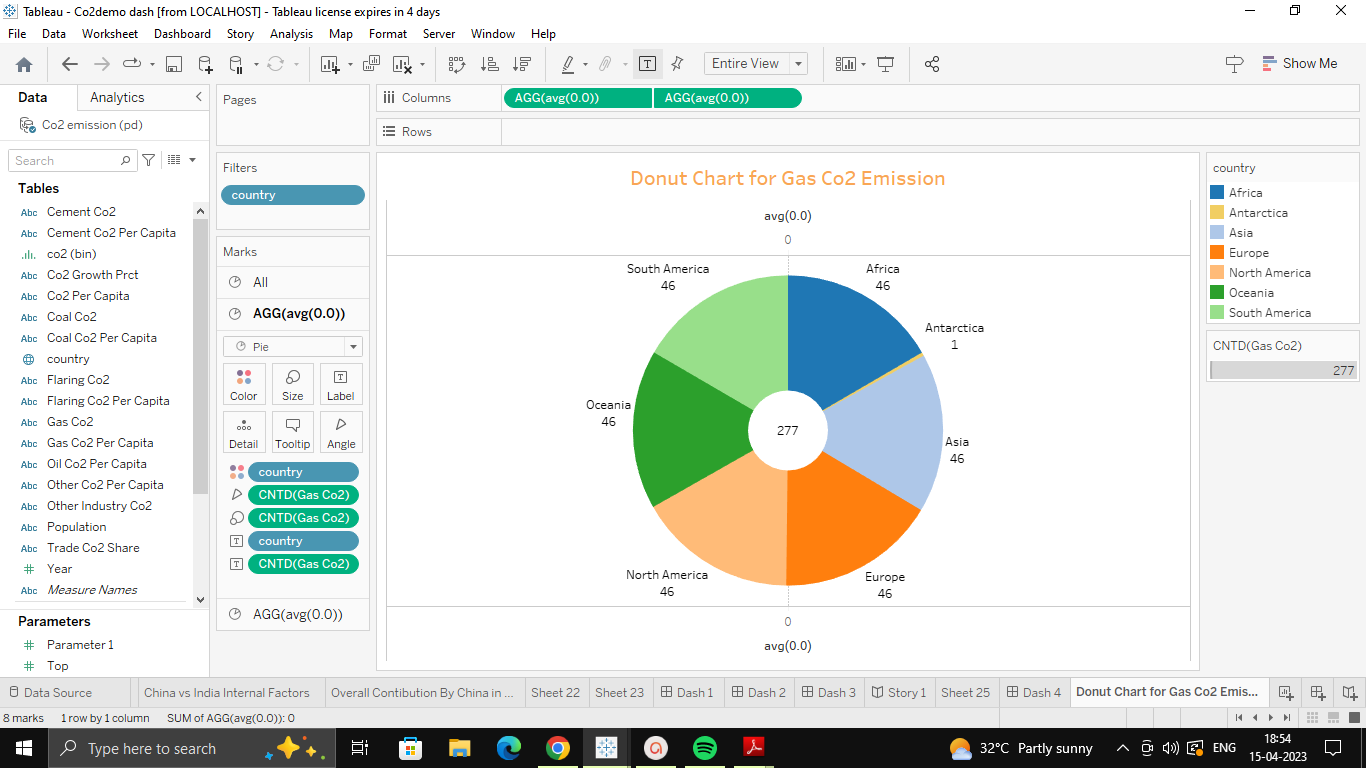 Tableau - Co2demo dash [from LOCALHOST] - Tableau license expires in 4 days
File Data Worksheet Dashboard Story Analysis Map Format Server Window Help
Entire View
Show Me
Data Analytics
Co2 emission (pd)
Search
Tables
Abc Cement Co2
Abc Cement Co2 Per Capita
co2 (bin)
Abc Co2 Growth Prct
Abc Co2 Per Capita
Abc Coal Co2
Abc Coal Co2 Per Capita
country
Abc Flaring Co2
Abc Flaring Co2 Per Capita
Abc Gas Co2
Abc Gas Co2 Per Capita
Abc Oil Co2 Per Capita
Abc Other Co2 Per Capita
Abc Other Industry Co2
Abc Population
Abc Trade Co2 Share
# Year
Abc Measure Names
Parameters
# Parameter 1
# Top
Pages
Filters
country
Marks
All
AGG(avg(0.0))
Pie
Color Size Label
Detail Tooltip Angle
country
CNTD(Gas Co2)
CNTD(Gas Co2)
country
CNTD(Gas Co2)
AGG(avg(0.0))
Columns AGG(avg(0.0)) AGG(avg(0.0))
Rows
Donut Chart for Gas Co2 Emission
avg(0.0)
0
South America
46
Africa
46
Antarctica
1
Oceania
46
277
Asia
46
North America
46
Europe
46
0
avg(0.0)
country
Africa
Antarctica
Asia
Europe
North America
Oceania
South America
CNTD(Gas Co2)
277
Data Source China vs India Internal Factors Overall Contibution By China in ... Sheet 22 Sheet 23 Dash 1 Dash 2 Dash 3 Story 1 Sheet 25 Dash 4 Donut Chart for Gas Co2 Emis...
8 marks 1 row by 1 column SUM of AGG(avg(0.0)): 0
Type here to search
32°C Partly sunny
ENG
18:54
15-04-2023